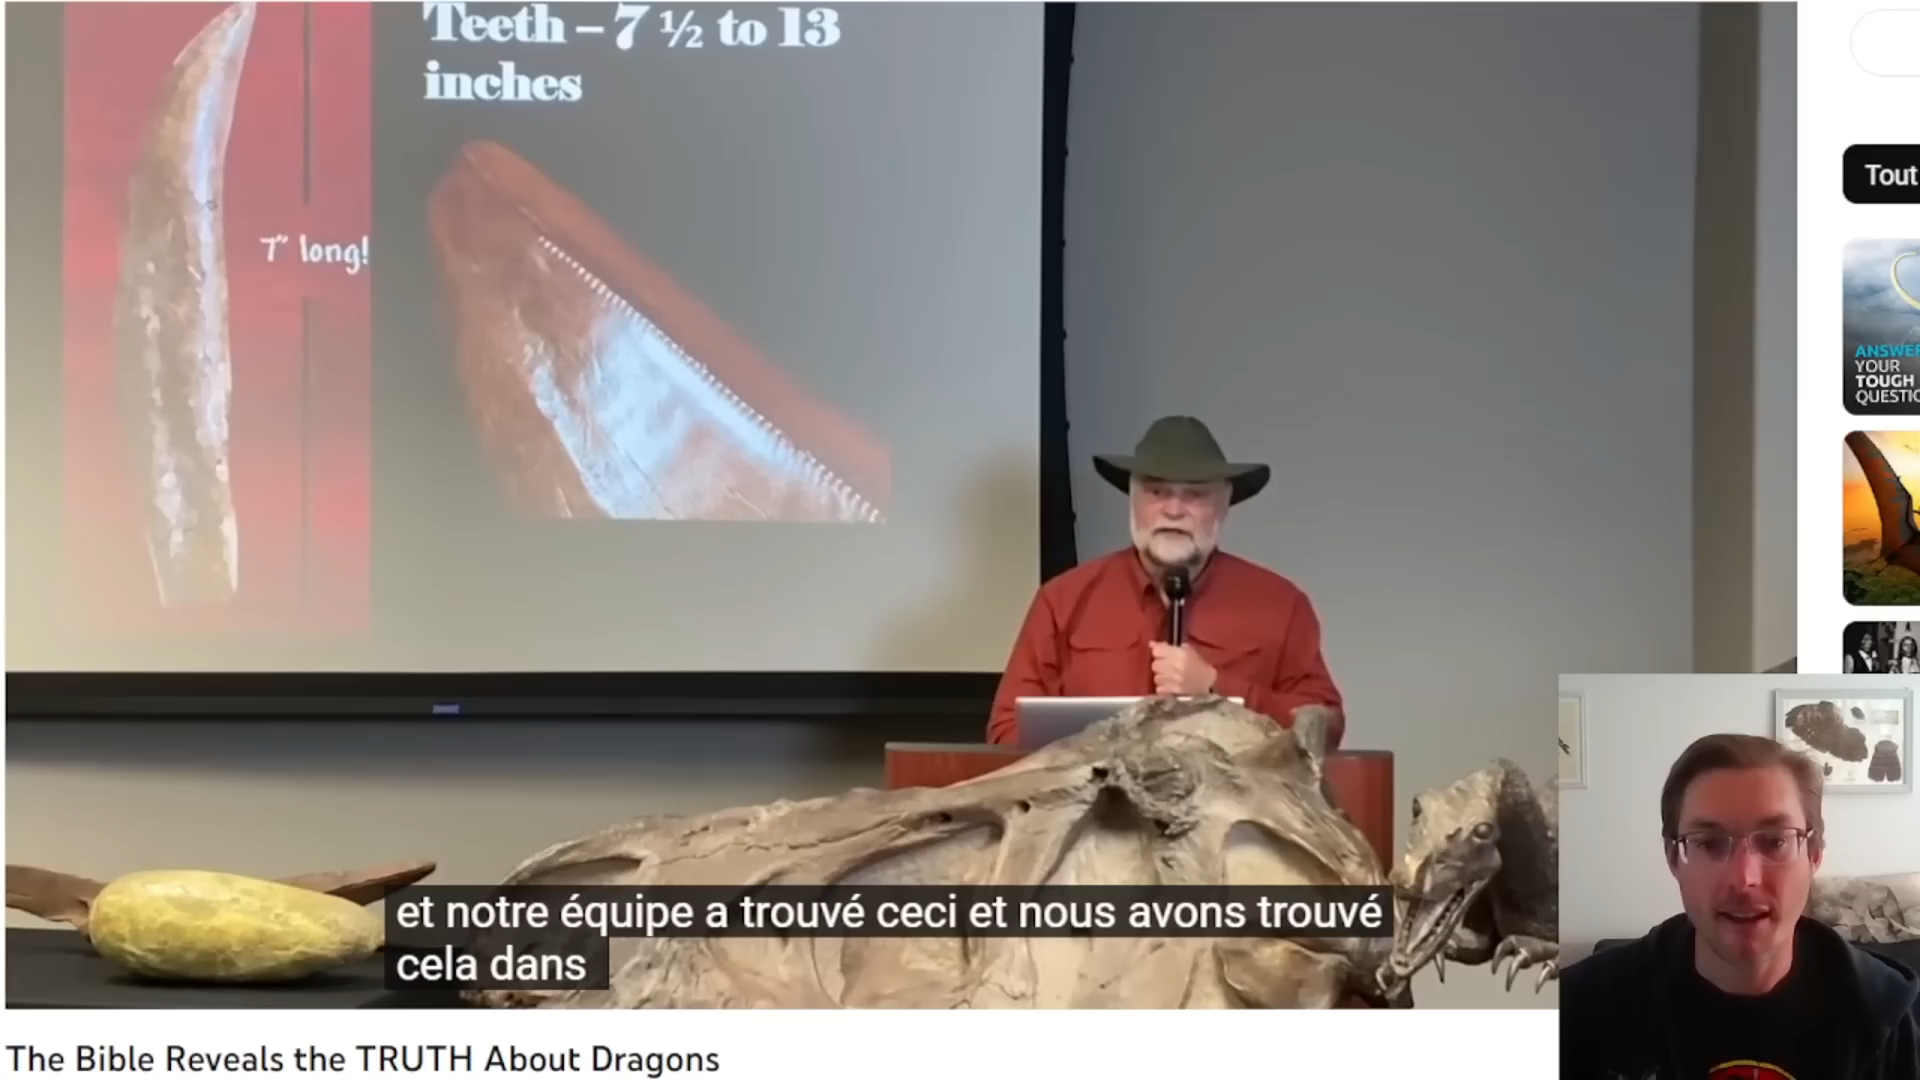 Teeth – 7 ½ to 13
inches
7" long!
Tout
ANSWER
YOUR
TOUGH
QUESTIO
et notre équipe a trouvé ceci et nous avons trouvé
cela dans
The Bible Reveals the TRUTH About Dragons